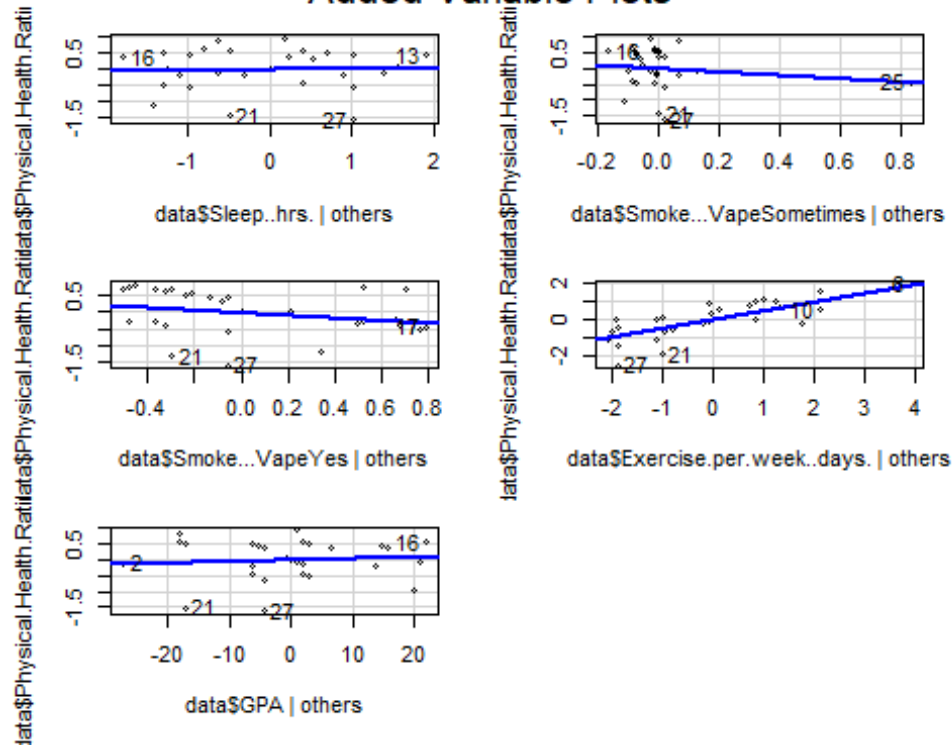 Added-Variable Plots
data$Physical.Health.Rati
0.5
-1.5
16
13
21
27
-1 0 1 2
data$Sleep..hrs. | others
data$Physical.Health.Rati
0.5
-1.5
16
25
21
27
-0.2 0.0 0.2 0.4 0.6 0.8
data$Smoke...VapeSometimes | others
data$Physical.Health.Rati
0.5
-1.5
17
21
27
-0.4 0.0 0.2 0.4 0.6 0.8
data$Smoke...VapeYes | others
data$Physical.Health.Rati
2
0
-2
10
27
21
-2 -1 0 1 2 3 4
data$Exercise.per.week..days. | others
data$Physical.Health.Rati
0.5
-1.5
2
16
21
27
-20 -10 0 10 20
data$GPA | others